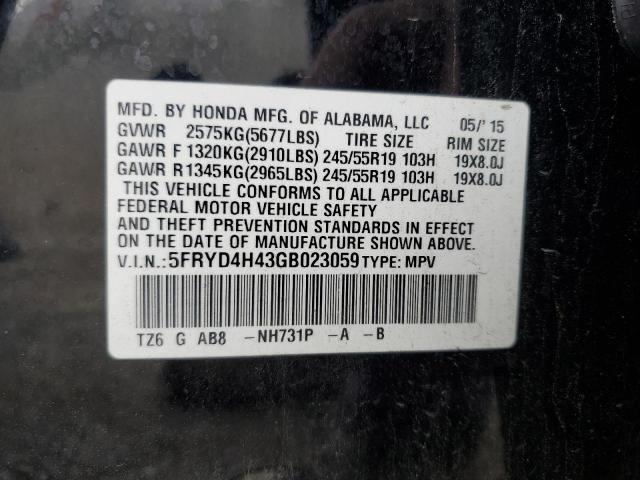 MFD. BY HONDA MFG. OF ALABAMA, LLC 05/'15
GVWR 2575KG(5677LBS) TIRE SIZE RIM SIZE
GAWR F 1320KG(2910LBS) 245/55R19 103H 19X8.0J
GAWR R1345KG(2965LBS) 245/55R19 103H 19X8.0J
THIS VEHICLE CONFORMS TO ALL APPLICABLE
FEDERAL MOTOR VEHICLE SAFETY
AND THEFT PREVENTION STANDARDS IN EFFECT
ON THE DATE OF MANUFACTURE SHOWN ABOVE.
V.I.N.:5FRYD4H43GB023059 TYPE: MPV
TZ6 G AB8 -NH731P -A -B